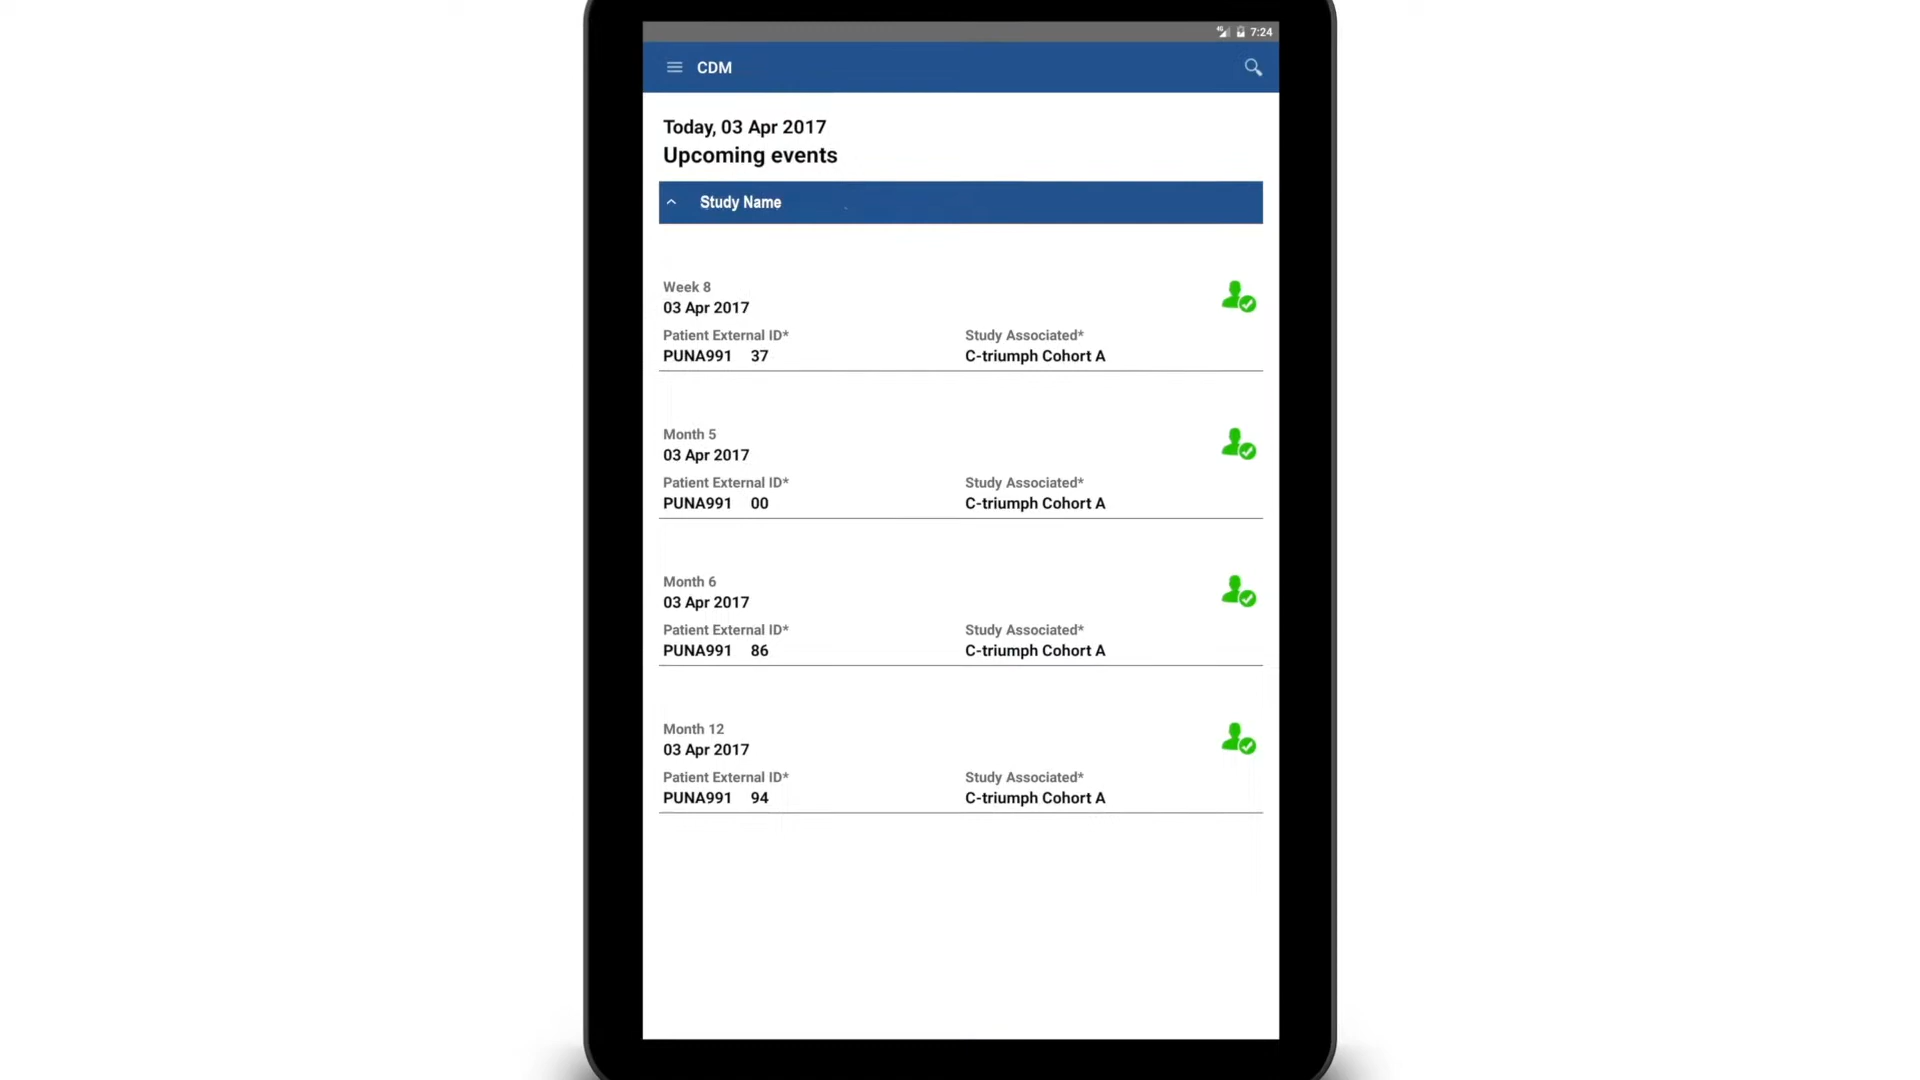 4G 7:24
CDM
Today, 03 Apr 2017
Upcoming events
Study Name
Week 8
03 Apr 2017
Patient External ID* Study Associated*
PUNA991 37 C-triumph Cohort A
Month 5
03 Apr 2017
Patient External ID* Study Associated*
PUNA991 00 C-triumph Cohort A
Month 6
03 Apr 2017
Patient External ID* Study Associated*
PUNA991 86 C-triumph Cohort A
Month 12
03 Apr 2017
Patient External ID* Study Associated*
PUNA991 94 C-triumph Cohort A